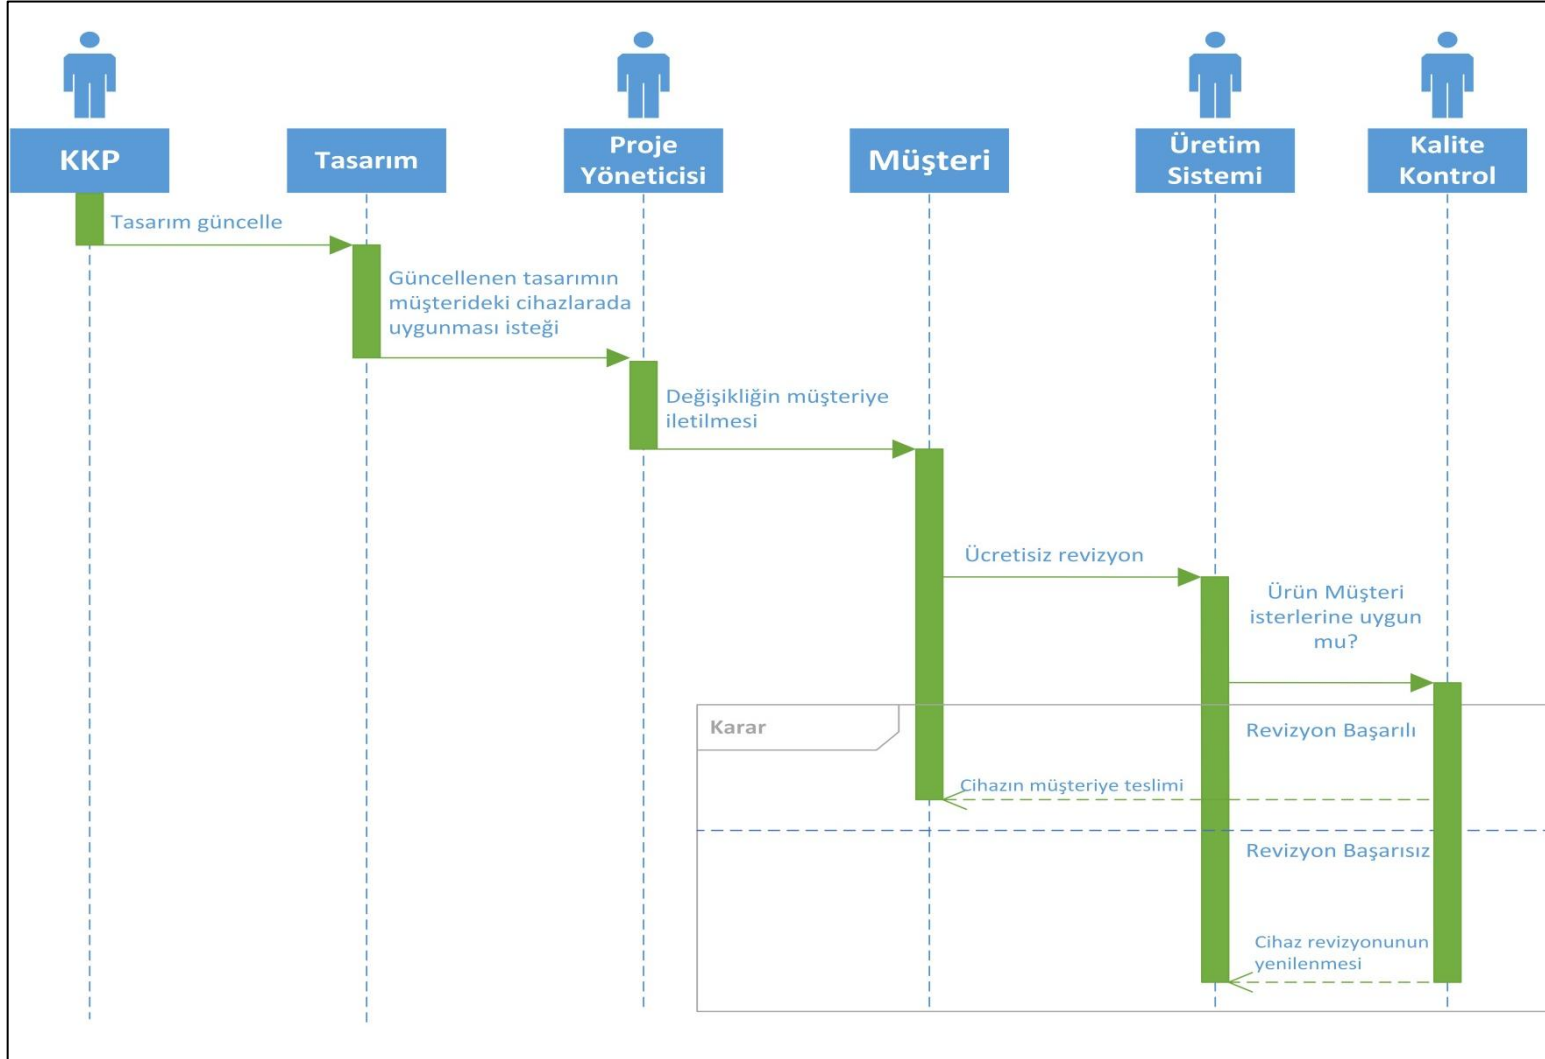 KKP
Tasarım
Proje
Yöneticisi
Müşteri
Üretim
Sistemi
Kalite
Kontrol
Tasarım güncelle
Güncellenen tasarımın
müşterideki cihazlarada
uygunması isteği
Değişikliğin müşteriye
iletilmesi
Ücretisiz revizyon
Ürün Müşteri
isterlerine uygun
mu?
Karar
Revizyon Başarılı
Cihazın müşteriye teslimi
Revizyon Başarısız
Cihaz revizyonunun
yenilenmesi